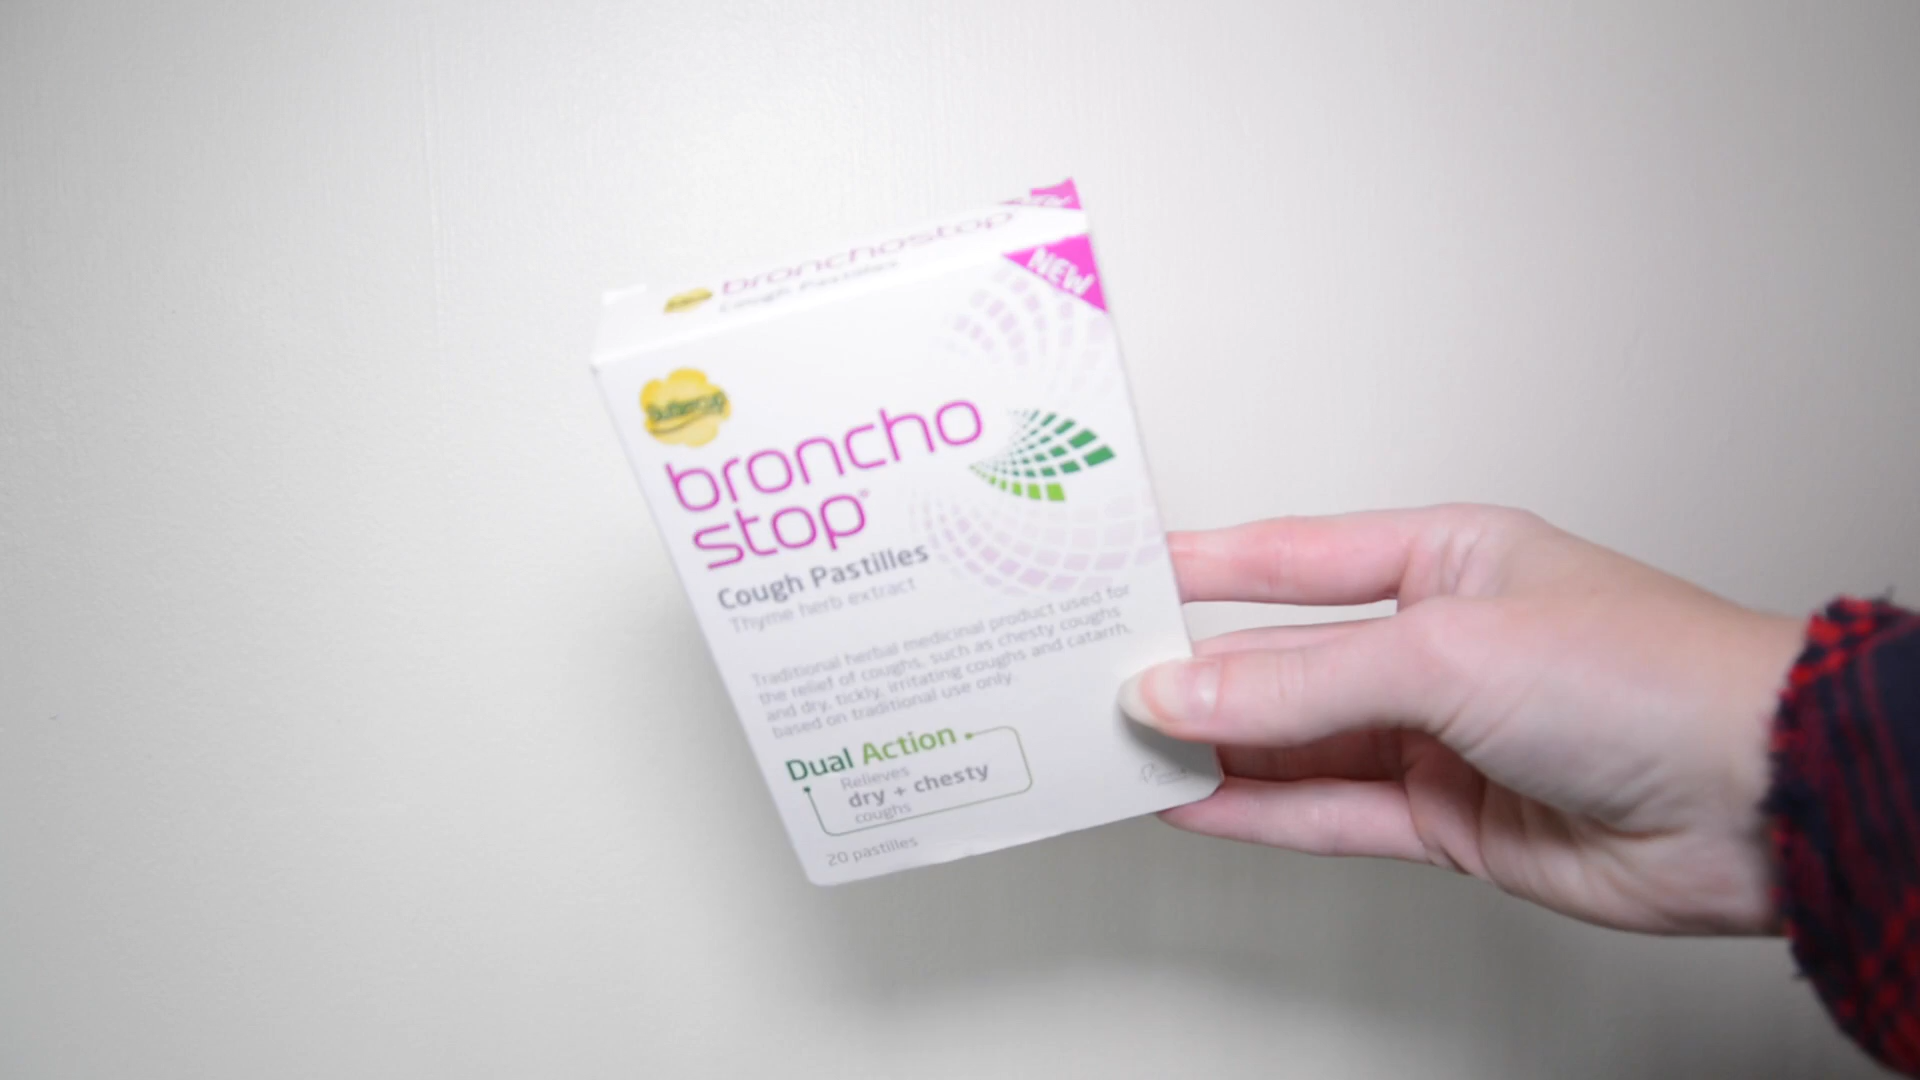 bronchostop
Cough Pastilles
NEW
Buttercup
broncho
stop
Cough Pastilles
Thyme herb extract
Traditional herbal medicinal product used for
the relief of coughs, such as chesty coughs
and dry, tickly, irritating coughs and catarrh,
based on traditional use only.
Dual Action
Relieves
dry + chesty
coughs
20 pastilles